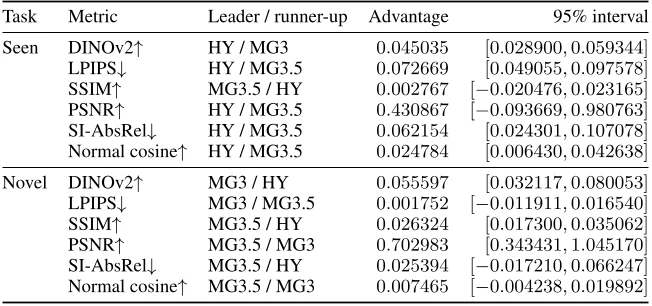 Task Metric Leader / runner-up Advantage 95% interval
Seen DINOv2↑ HY / MG3 0.045035 [0.028900, 0.059344]
LPIPS↓ HY / MG3.5 0.072669 [0.049055, 0.097578]
SSIM↑ MG3.5 / HY 0.002767 [−0.020476, 0.023165]
PSNR↑ HY / MG3.5 0.430867 [−0.093669, 0.980763]
SI-AbsRel↓ HY / MG3.5 0.062154 [0.024301, 0.107078]
Normal cosine↑ HY / MG3.5 0.024784 [0.006430, 0.042638]
Novel DINOv2↑ MG3 / HY 0.055597 [0.032117, 0.080053]
LPIPS↓ MG3 / MG3.5 0.001752 [−0.011911, 0.016540]
SSIM↑ MG3.5 / HY 0.026324 [0.017300, 0.035062]
PSNR↑ MG3.5 / MG3 0.702983 [0.343431, 1.045170]
SI-AbsRel↓ MG3.5 / HY 0.025394 [−0.017210, 0.066247]
Normal cosine↑ MG3.5 / MG3 0.007465 [−0.004238, 0.019892]